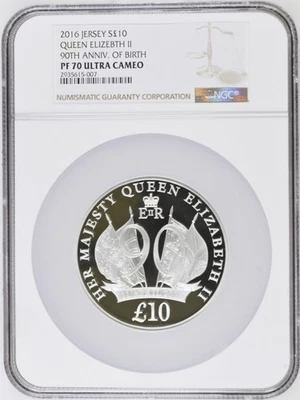 2016 JERSEY S£10
QUEEN ELIZEBTH II
90TH ANNIV. OF BIRTH
PF 70 ULTRA CAMEO
2935615-007
NUMISMATIC GUARANTY CORPORATION
NGC
HER MAJESTY QUEEN ELIZABETH II
EIIR
£10